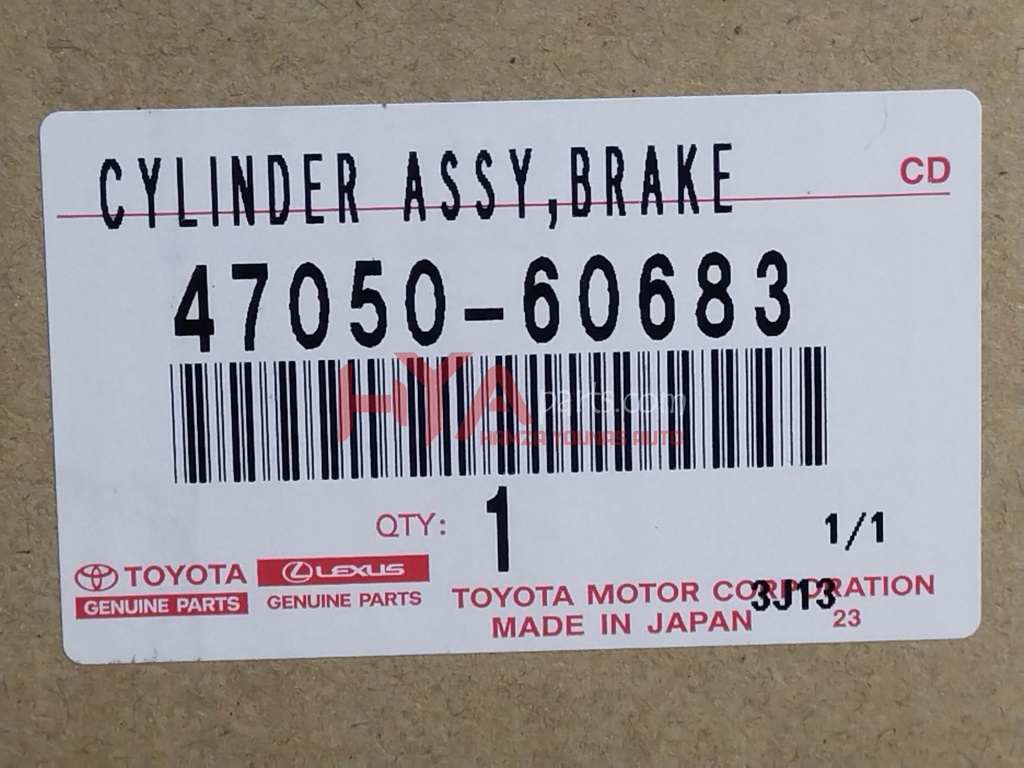 CYLINDER ASSY,BRAKE
CD
47050-60683
HYA parts.com
HAMZA YOUNAS AUTO
QTY: 1
1/1
TOYOTA
GENUINE PARTS
LEXUS
GENUINE PARTS
TOYOTA MOTOR CORPORATION
3J13
MADE IN JAPAN
23